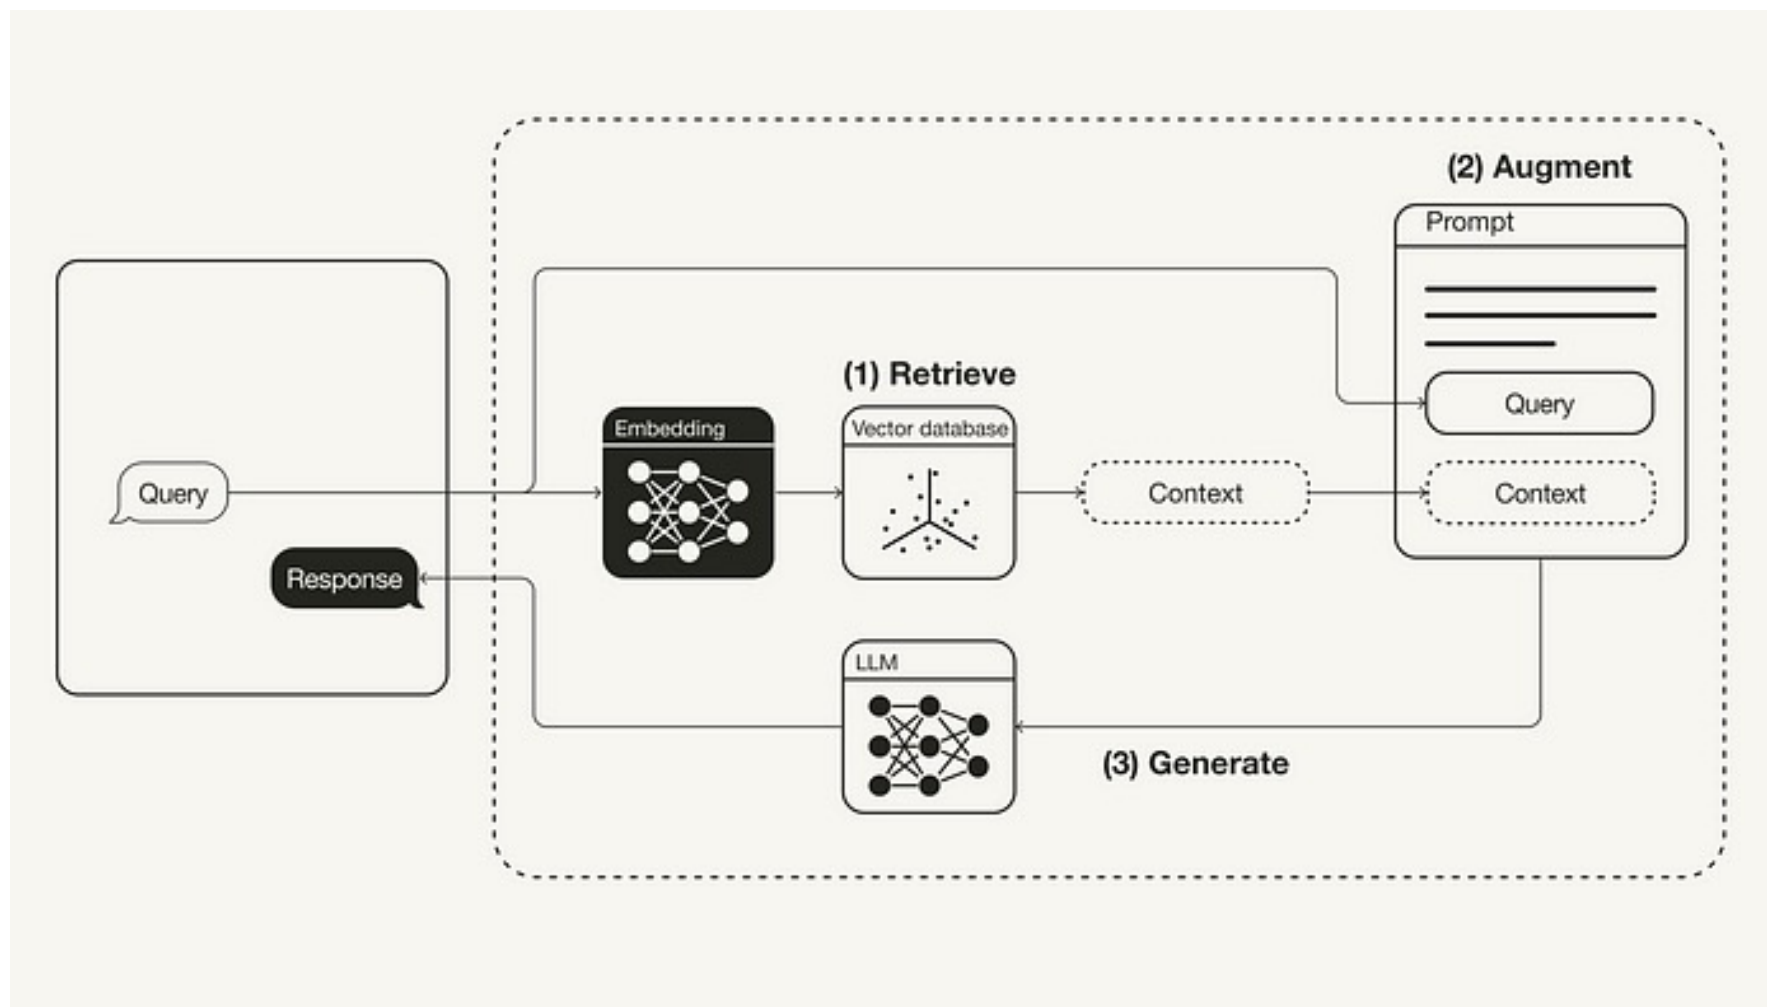 (2) Augment
Prompt
(1) Retrieve
Query
Embedding
Vector database
Query
Context
Context
Response
LLM
(3) Generate